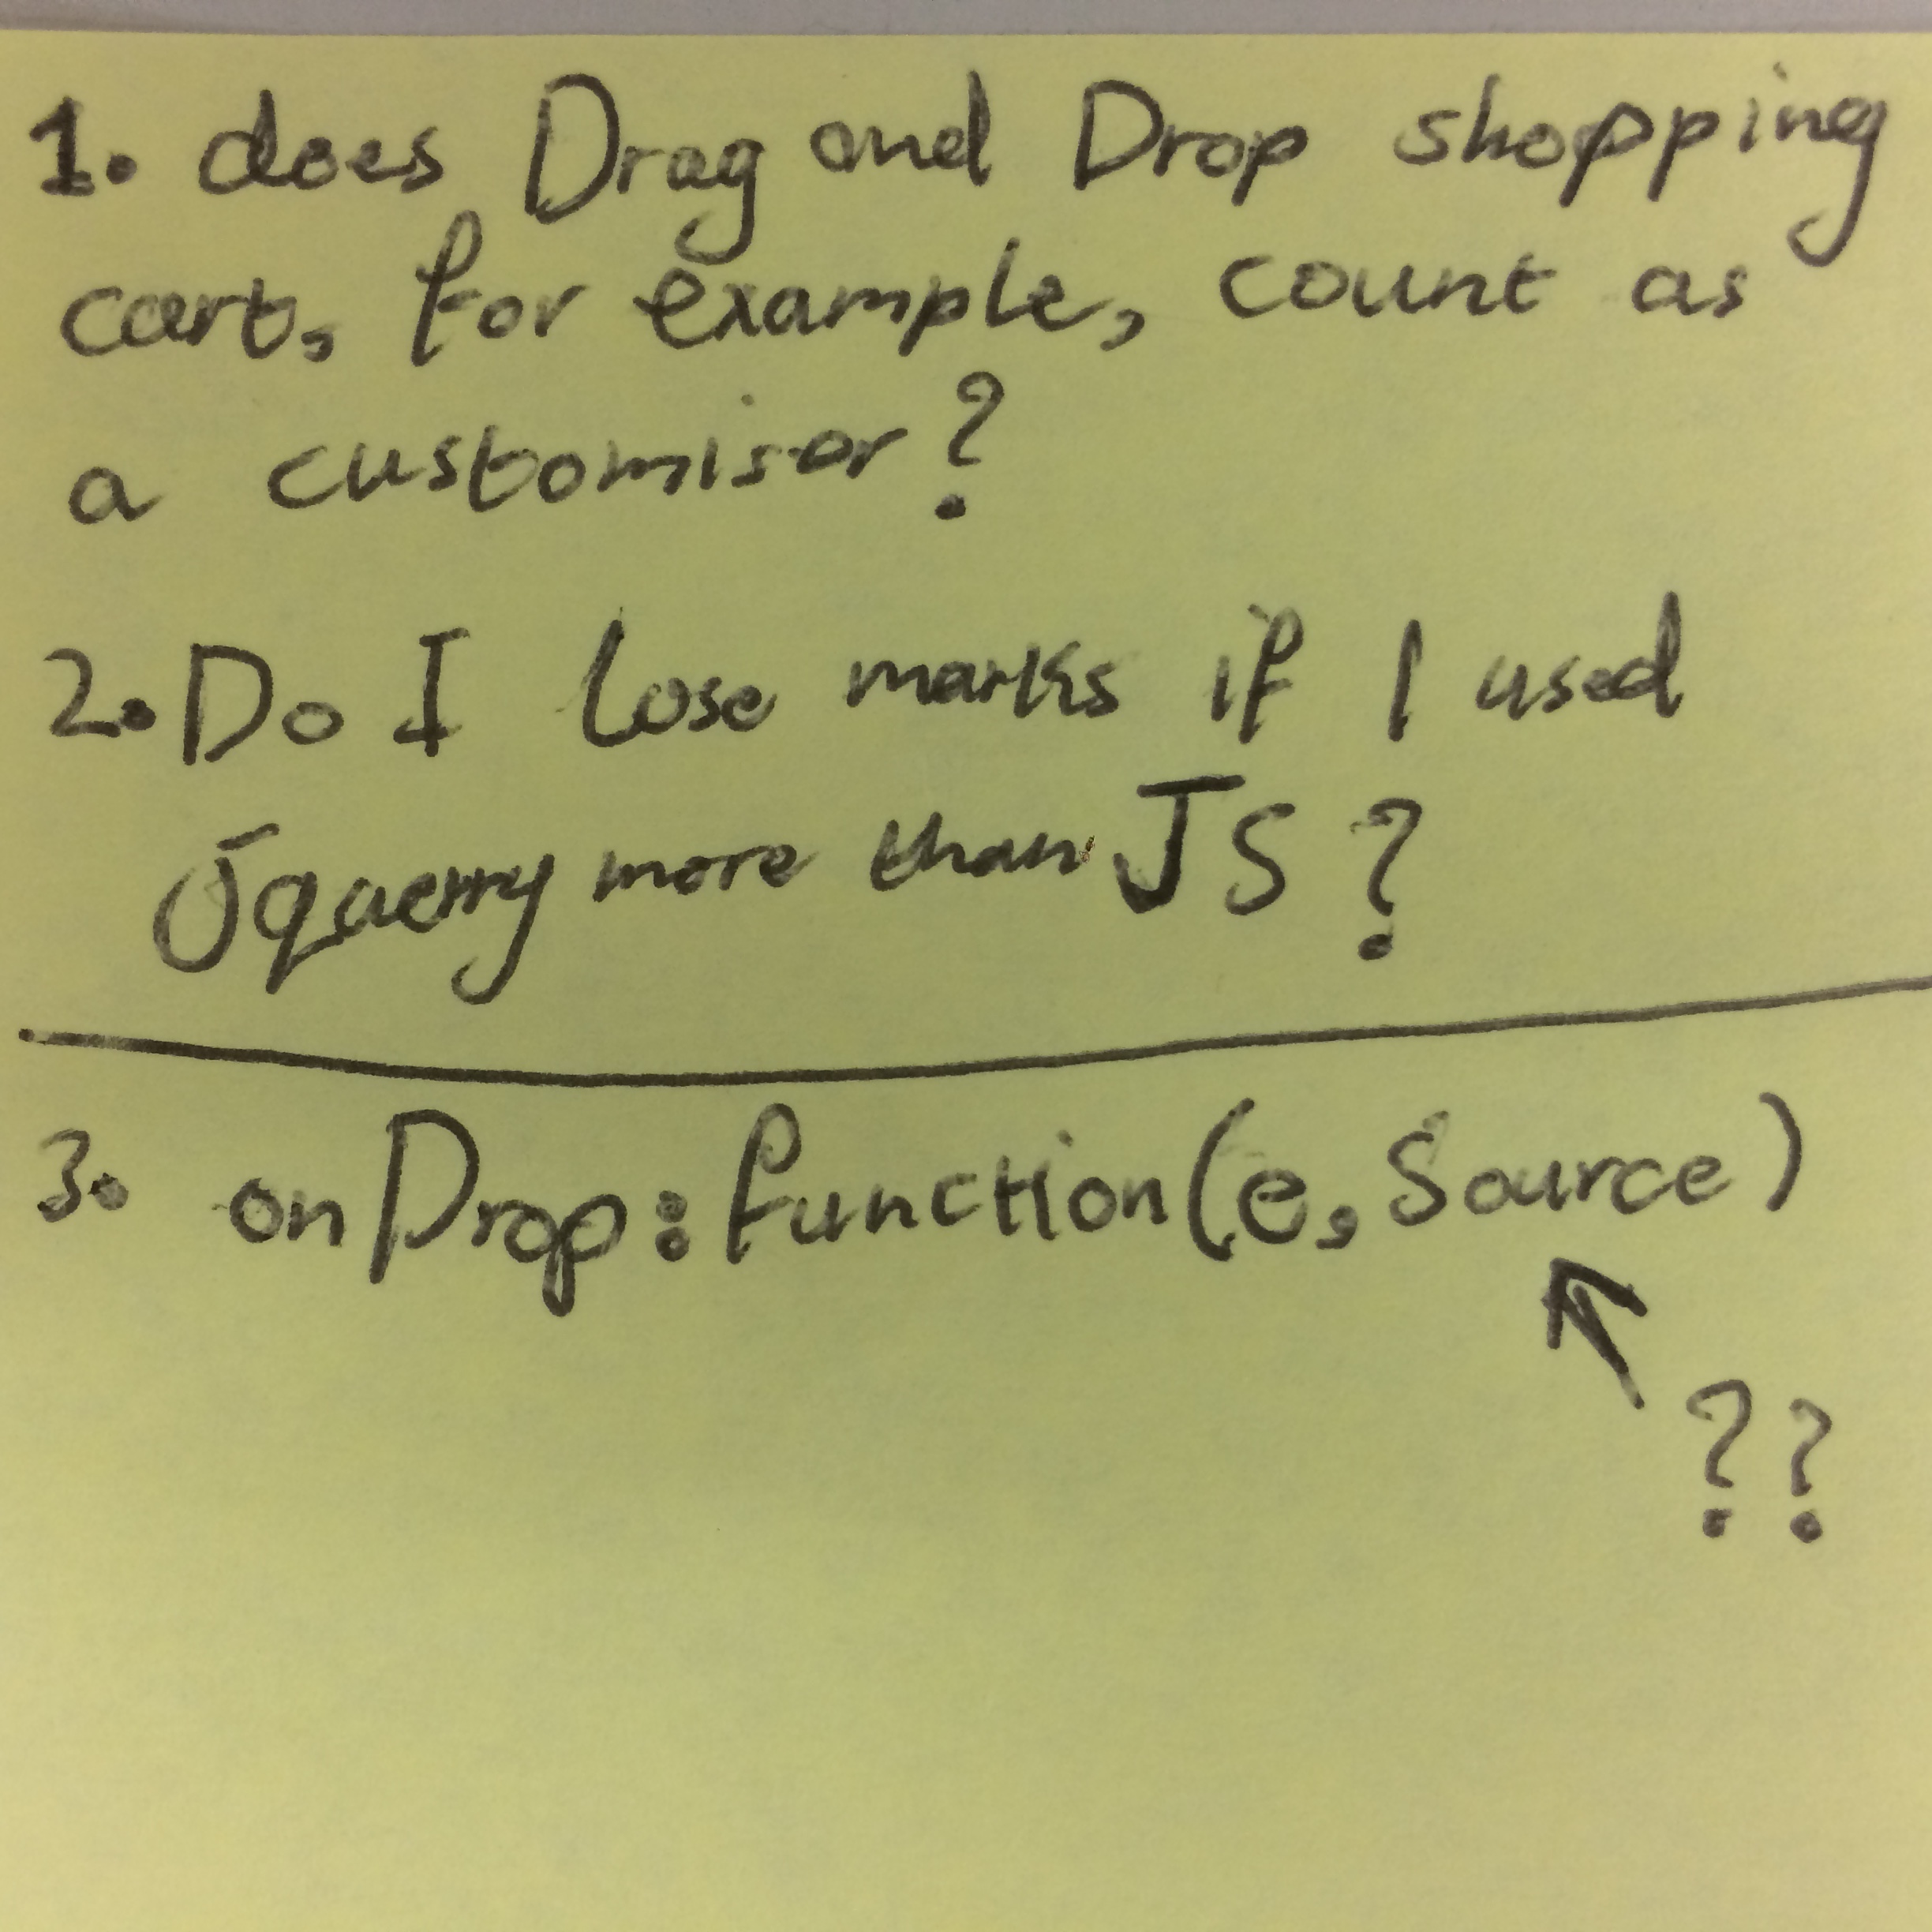 1. does Drag and Drop shopping
cart, for example, count as
a customisor?
2. Do I lose marks if I used
Jquerry more than JS?
3. onDrop: function(e, Source)
??